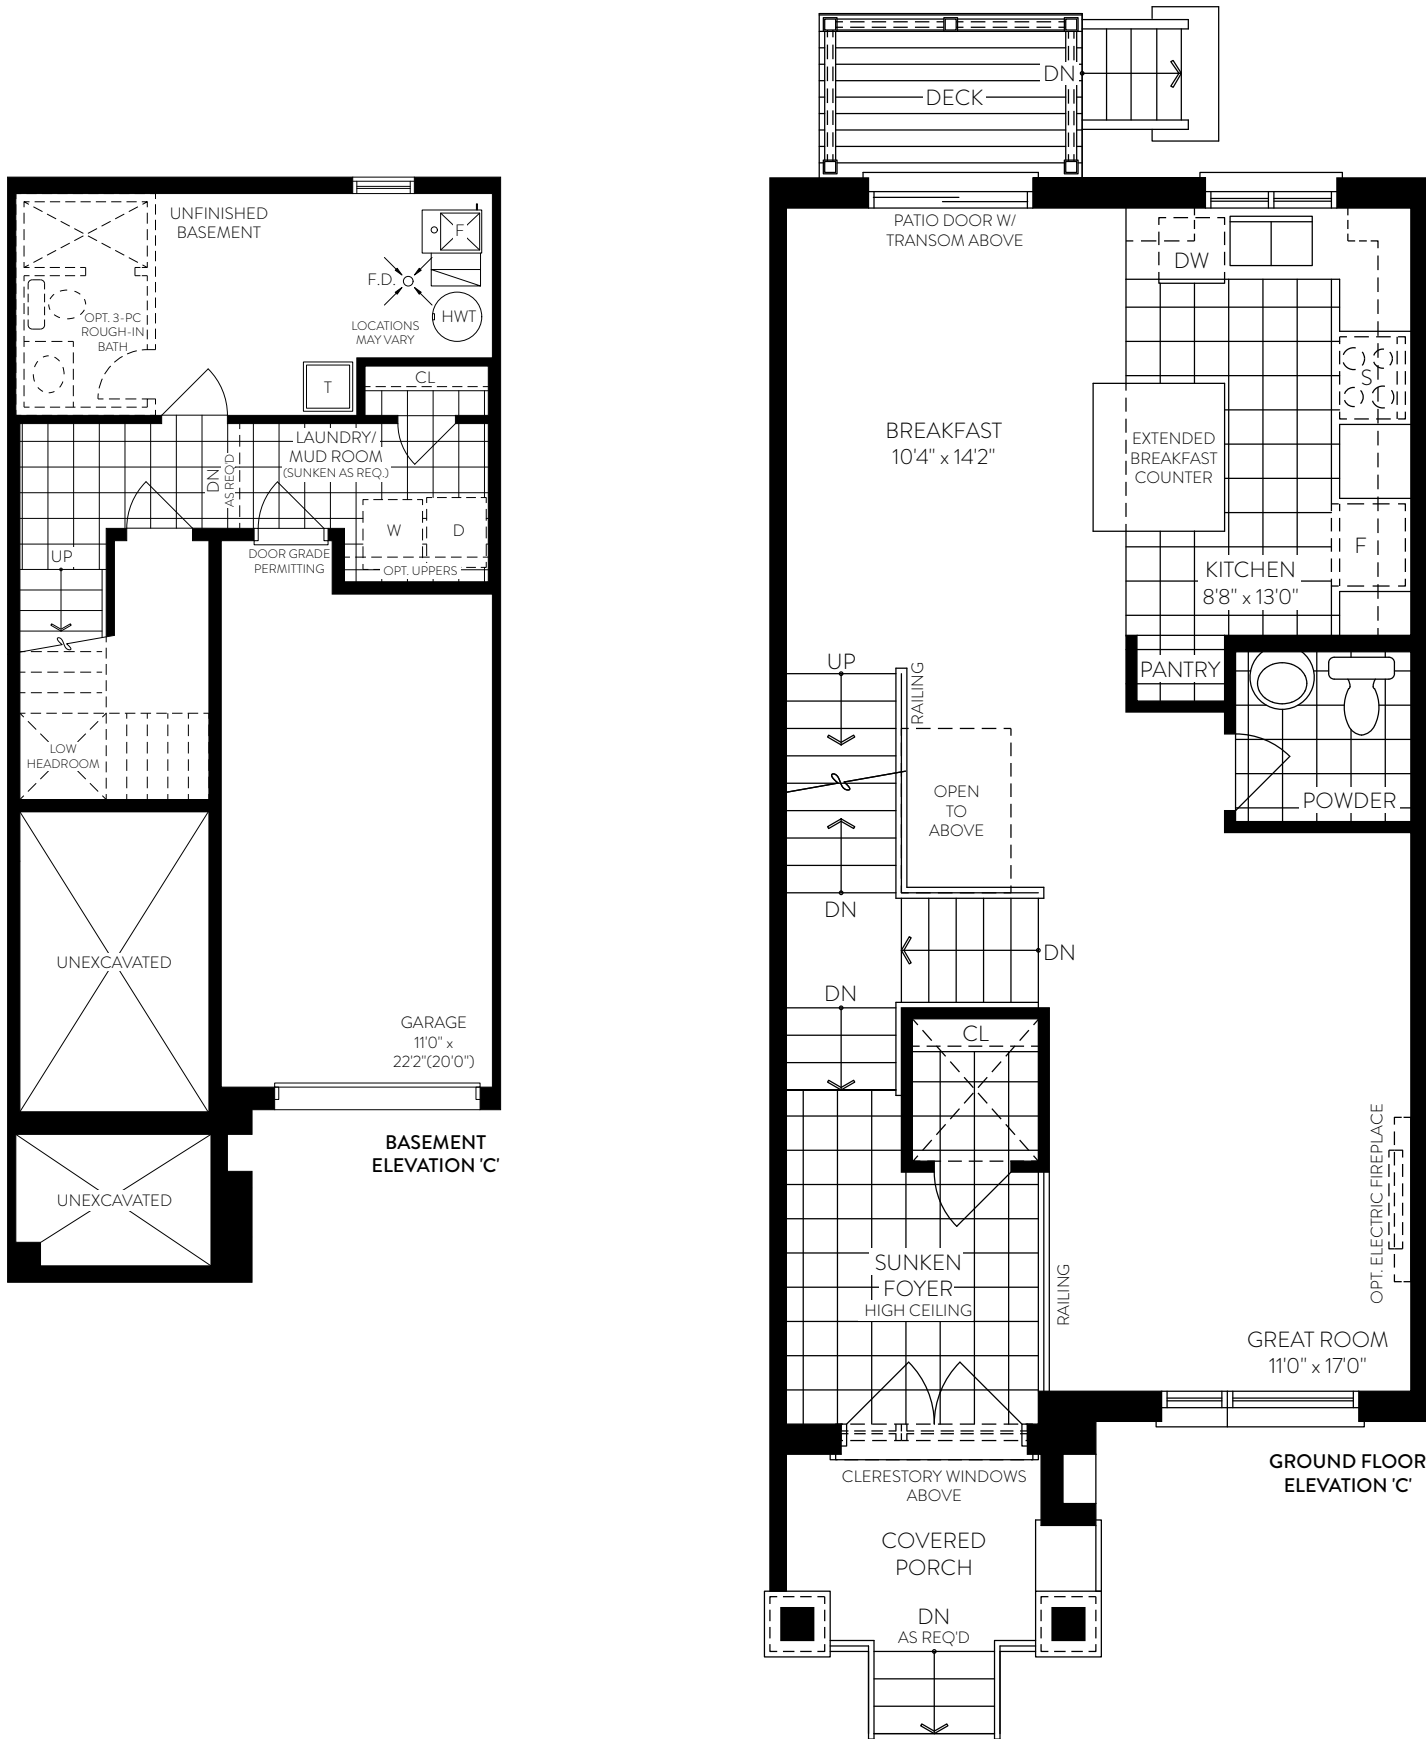 UNFINISHED
BASEMENT
F
F.D.
HWT
LOCATIONS
MAY VARY
OPT. 3-PC
ROUGH-IN
BATH
T
CL
LAUNDRY/
MUD ROOM
(SUNKEN AS REQ.)
DN
AS REQ'D
W
D
OPT. UPPERS
DOOR GRADE
PERMITTING
UP
LOW
HEADROOM
UNEXCAVATED
GARAGE
11'0" x
22'2"(20'0")
UNEXCAVATED
BASEMENT
ELEVATION 'C'
DECK
DN
PATIO DOOR W/
TRANSOM ABOVE
DW
S
BREAKFAST
10'4" x 14'2"
EXTENDED
BREAKFAST
COUNTER
F
KITCHEN
8'8" x 13'0"
PANTRY
POWDER
UP
RAILING
OPEN
TO
ABOVE
DN
DN
DN
CL
SUNKEN
FOYER
HIGH CEILING
RAILING
OPT. ELECTRIC FIREPLACE
GREAT ROOM
11'0" x 17'0"
CLERESTORY WINDOWS
ABOVE
COVERED
PORCH
DN
AS REQ'D
GROUND FLOOR
ELEVATION 'C'